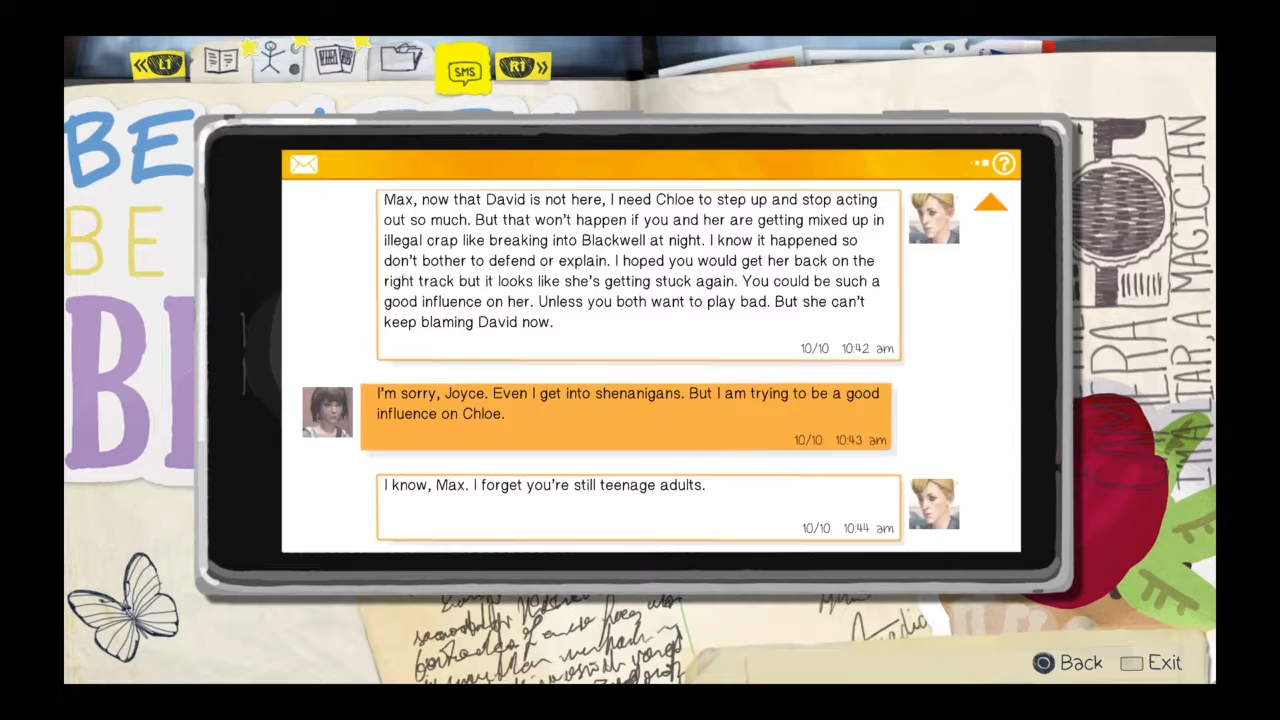 LT
SMS
R1
BE
BE
Max, now that David is not here, I need Chloe to step up and stop acting
out so much. But that won't happen if you and her are getting mixed up in
illegal crap like breaking into Blackwell at night. I know it happened so
don't bother to defend or explain. I hoped you would get her back on the
right track but it looks like she's getting stuck again. You could be such a
good influence on her. Unless you both want to play bad. But she can't
keep blaming David now.
10/10 10:42 am
I'm sorry, Joyce. Even I get into shenanigans. But I am trying to be a good
influence on Chloe.
10/10 10:43 am
I know, Max. I forget you're still teenage adults.
10/10 10:44 am
A MAGICIAN
Back
Exit